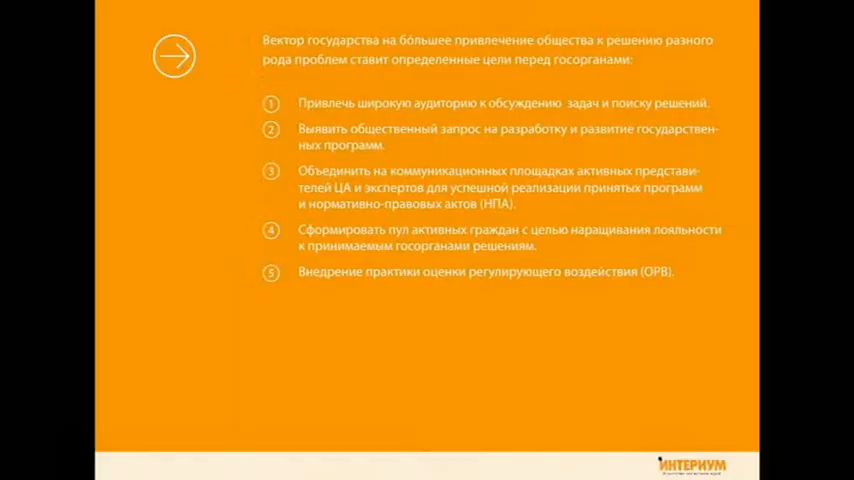 Вектор государства на бо́льшее привлечение общества к решению разного
рода проблем ставит определенные цели перед госорганами:
1 Привлечь широкую аудиторию к обсуждению задач и поиску решений.
2 Выявить общественный запрос на разработку и развитие государствен-
ных программ.
3 Объединить на коммуникационных площадках активных представи-
телей ЦА и экспертов для успешной реализации принятых программ
и нормативно-правовых актов (НПА).
4 Сформировать пул активных граждан с целью наращивания лояльности
к принимаемым госорганами решениям.
5 Внедрение практики оценки регулирующего воздействия (ОРВ).
ИНТЕРИУМ